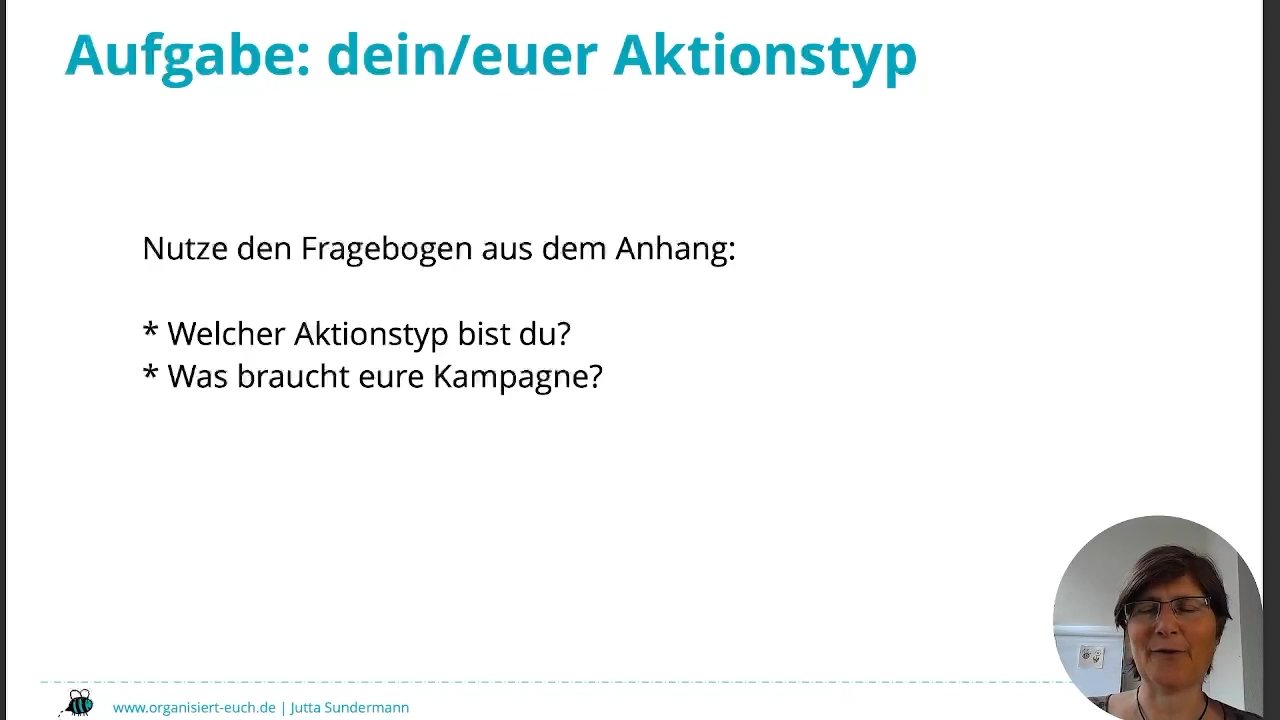 Aufgabe: dein/euer Aktionstyp
Nutze den Fragebogen aus dem Anhang:
* Welcher Aktionstyp bist du?
* Was braucht eure Kampagne?
www.organisiert-euch.de | Jutta Sundermann